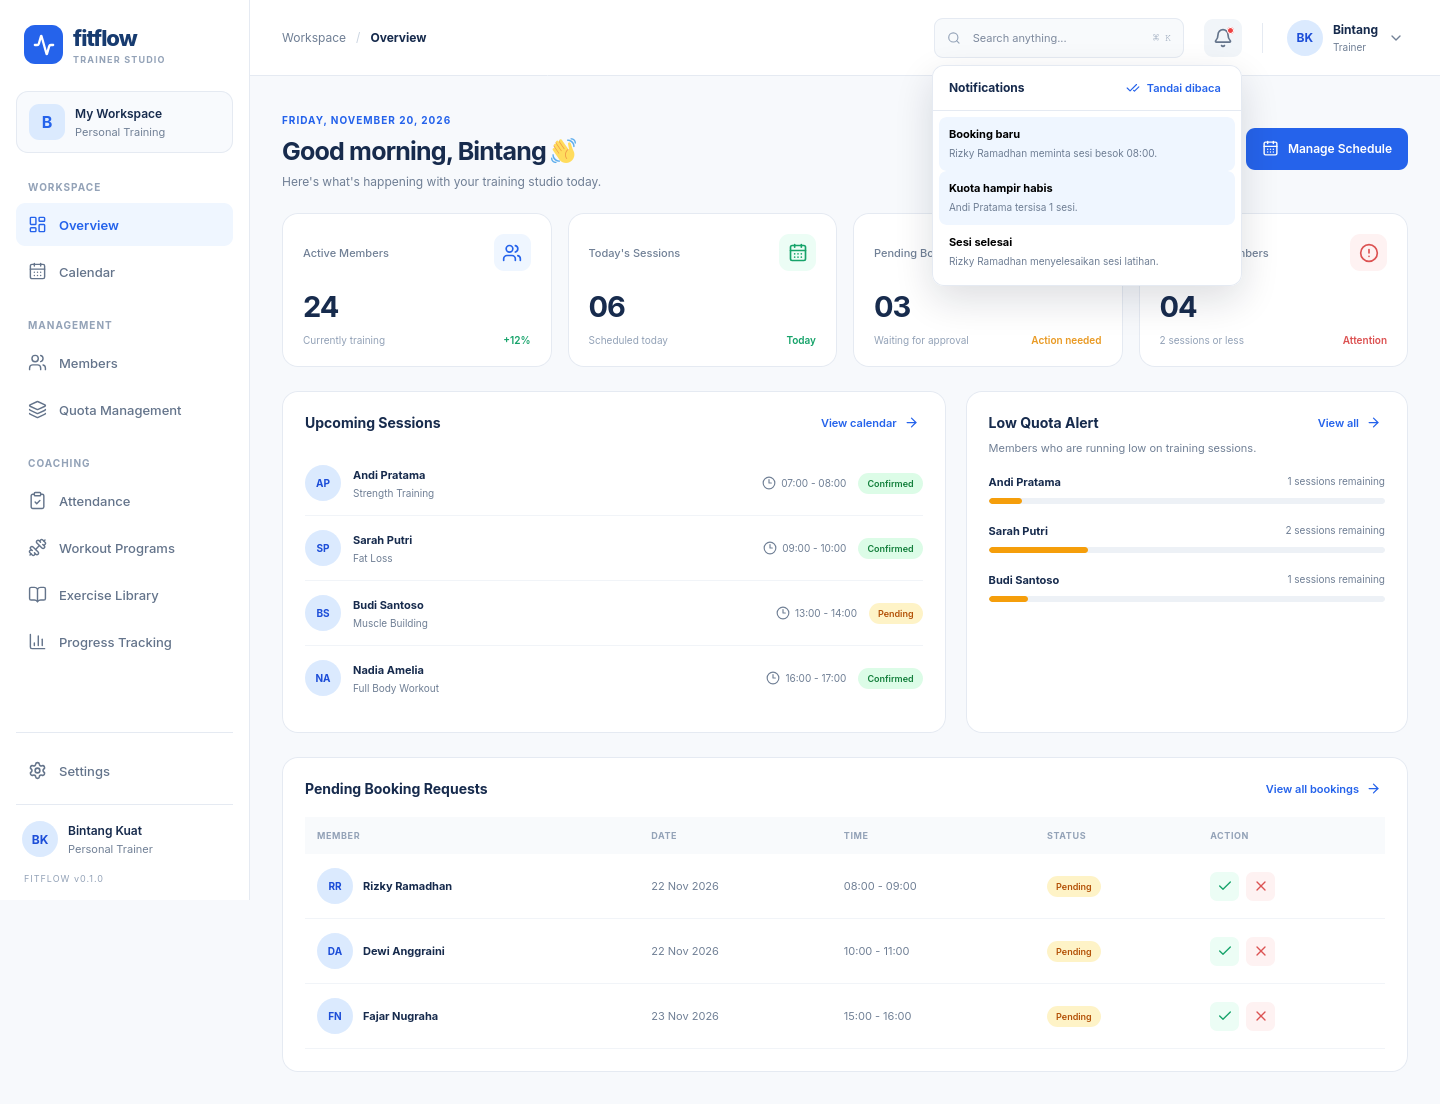 fitflow
TRAINER STUDIO
B
My Workspace
Personal Training
WORKSPACE
Overview
Calendar
MANAGEMENT
Members
Quota Management
COACHING
Attendance
Workout Programs
Exercise Library
Progress Tracking
Settings
BK
Bintang Kuat
Personal Trainer
FITFLOW v0.1.0
Workspace / Overview
Search anything...
⌘ K
BK
Bintang
Trainer
Notifications
Tandai dibaca
Booking baru
Rizky Ramadhan meminta sesi besok 08:00.
Kuota hampir habis
Andi Pratama tersisa 1 sesi.
Sesi selesai
Rizky Ramadhan menyelesaikan sesi latihan.
FRIDAY, NOVEMBER 20, 2026
Good morning, Bintang 👋
Here's what's happening with your training studio today.
Manage Schedule
Active Members
24
Currently training
+12%
Today's Sessions
06
Scheduled today
Today
Pending Bo
03
Waiting for approval
Action needed
mbers
04
2 sessions or less
Attention
Upcoming Sessions
View calendar
AP
Andi Pratama
Strength Training
07:00 - 08:00
Confirmed
SP
Sarah Putri
Fat Loss
09:00 - 10:00
Confirmed
BS
Budi Santoso
Muscle Building
13:00 - 14:00
Pending
NA
Nadia Amelia
Full Body Workout
16:00 - 17:00
Confirmed
Low Quota Alert
View all
Members who are running low on training sessions.
Andi Pratama
1 sessions remaining
Sarah Putri
2 sessions remaining
Budi Santoso
1 sessions remaining
Pending Booking Requests
View all bookings
MEMBER DATE TIME STATUS ACTION
RR Rizky Ramadhan 22 Nov 2026 08:00 - 09:00 Pending
DA Dewi Anggraini 22 Nov 2026 10:00 - 11:00 Pending
FN Fajar Nugraha 23 Nov 2026 15:00 - 16:00 Pending